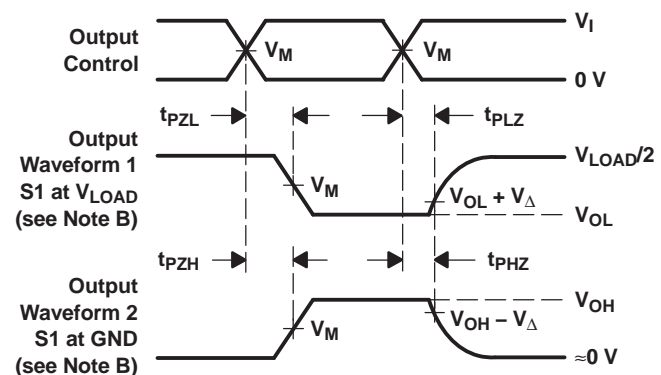 Output
Control
V_M
V_M
V_I
0 V
t_PZL
t_PLZ
Output
Waveform 1
S1 at V_LOAD
(see Note B)
V_M
V_LOAD/2
V_OL + V_Δ
V_OL
t_PZH
t_PHZ
Output
Waveform 2
S1 at GND
(see Note B)
V_M
V_OH
V_OH – V_Δ
≈0 V